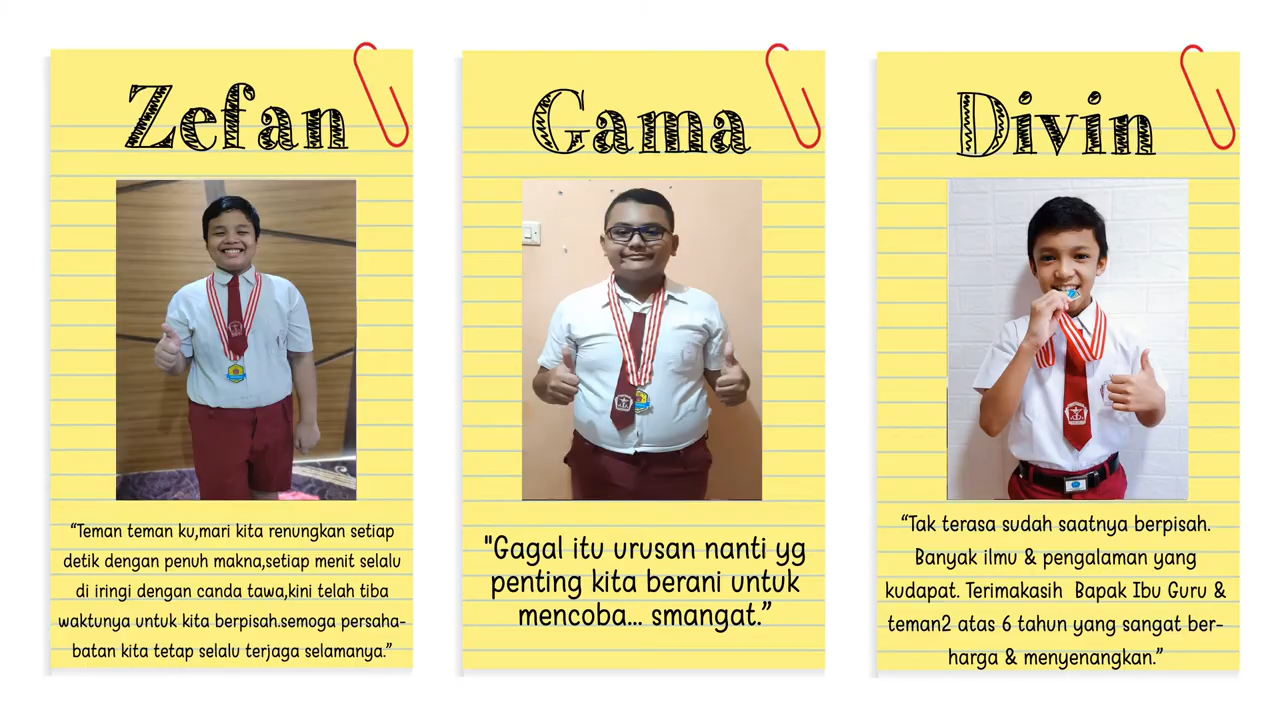 Zefan
“Teman teman ku,mari kita renungkan setiap
detik dengan penuh makna,setiap menit selalu
di iringi dengan canda tawa,kini telah tiba
waktunya untuk kita berpisah.semoga persaha-
batan kita tetap selalu terjaga selamanya.”
Gama
"Gagal itu urusan nanti yg
penting kita berani untuk
mencoba... smangat.”
Divin
“Tak terasa sudah saatnya berpisah.
Banyak ilmu & pengalaman yang
kudapat. Terimakasih Bapak Ibu Guru &
teman2 atas 6 tahun yang sangat ber-
harga & menyenangkan.”